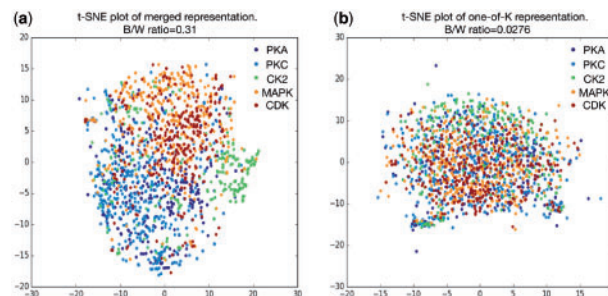 (a)
t-SNE plot of merged representation.
B/W ratio=0.31
20
15
10
5
0
−5
−10
−15
−20
−30
−20
−10
0
10
20
30
PKA
PKC
CK2
MAPK
CDK
(b)
t-SNE plot of one-of-K representation.
B/W ratio=0.0276
30
20
10
0
−10
−20
−30
−20
−15
−10
−5
0
5
10
15
PKA
PKC
CK2
MAPK
CDK